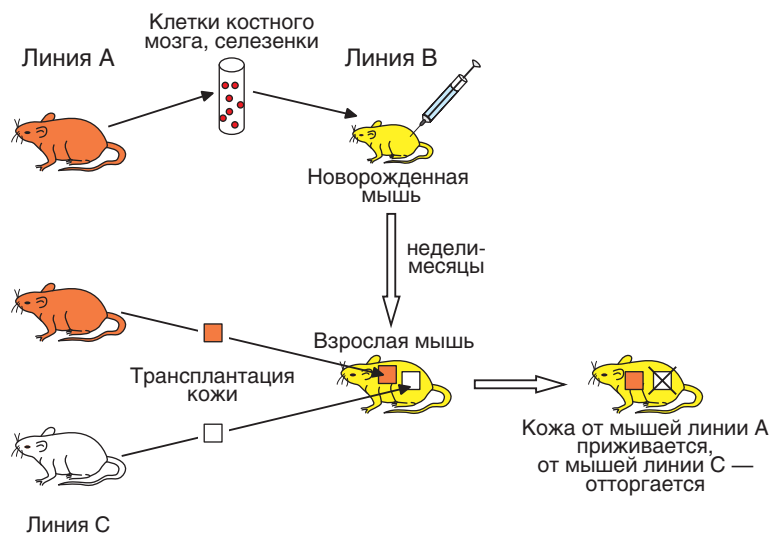 Клетки костного
мозга, селезенки
Линия А
Линия В
Новорожденная
мышь
недели-
месяцы
Взрослая мышь
Трансплантация
кожи
Кожа от мышей линии А
приживается,
от мышей линии С —
отторгается
Линия С